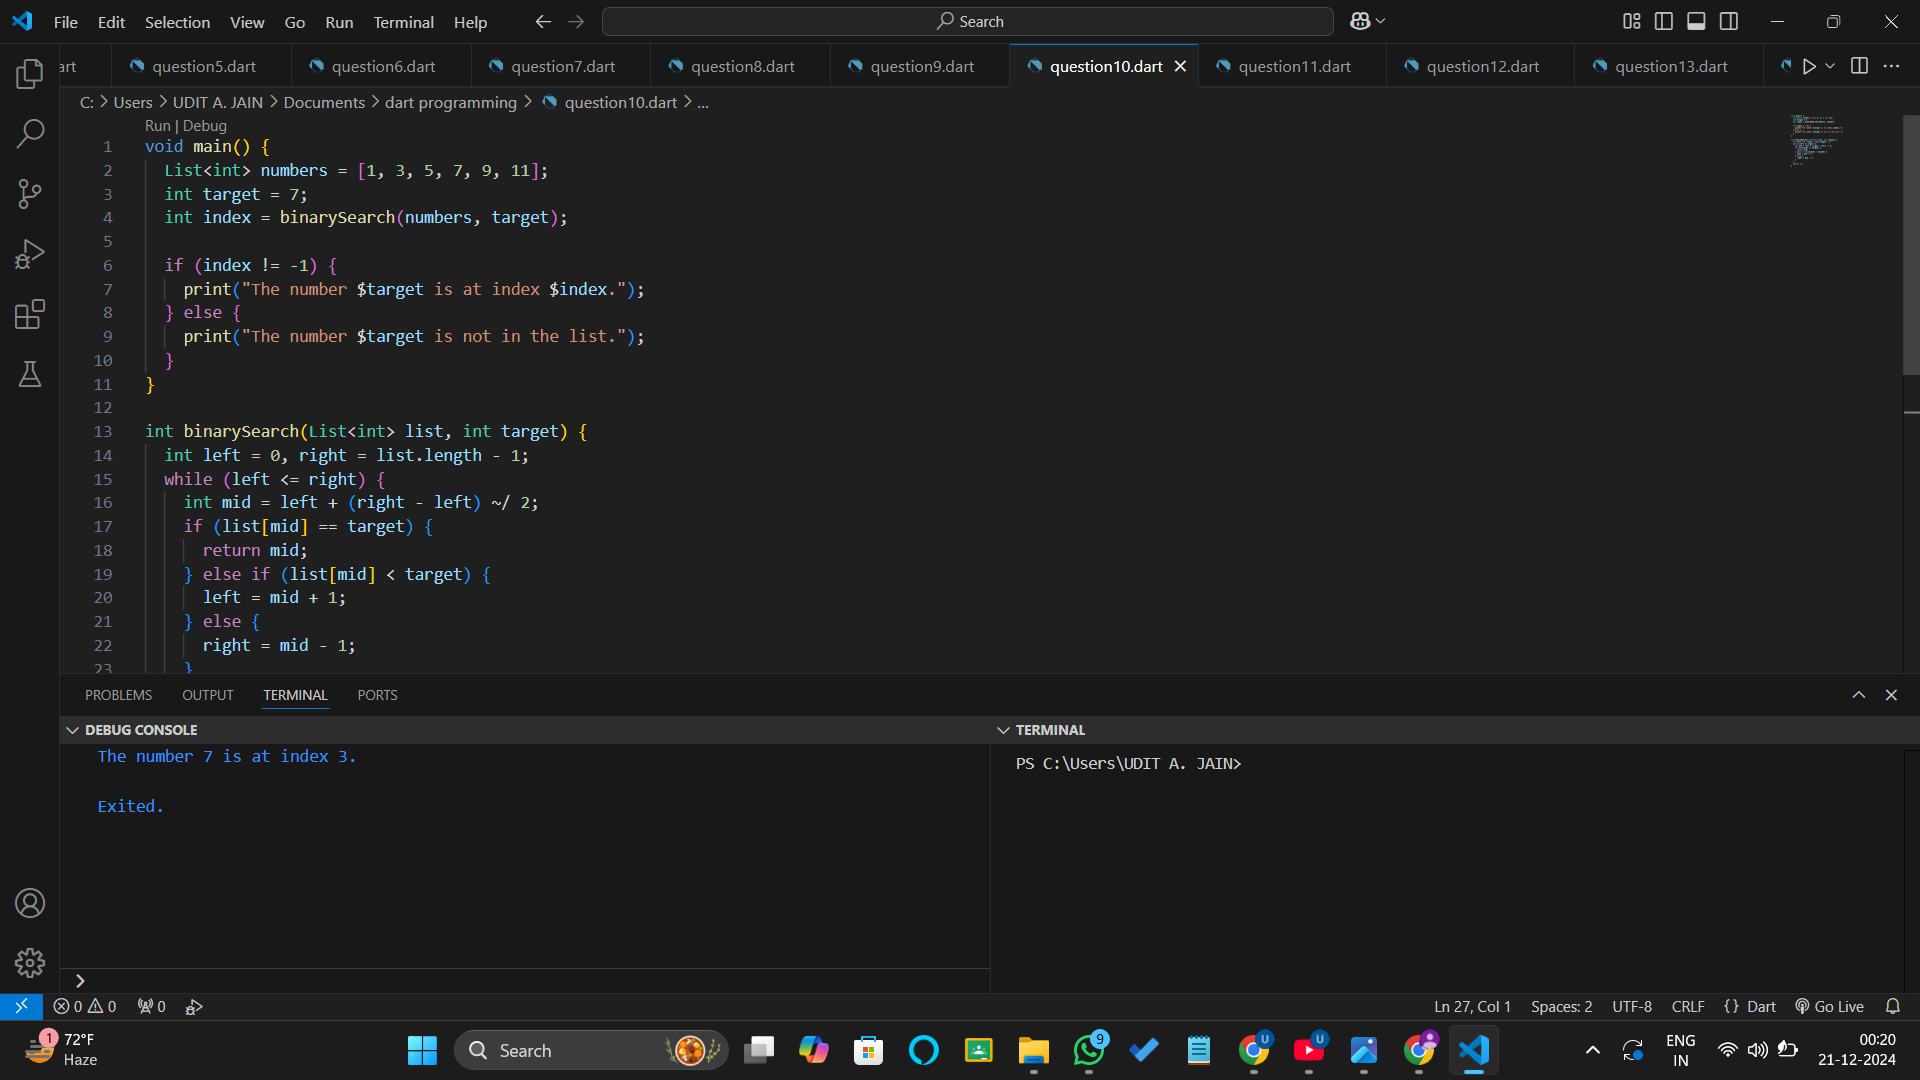 File Edit Selection View Go Run Terminal Help
Search
art question5.dart question6.dart question7.dart question8.dart question9.dart question10.dart question11.dart question12.dart question13.dart
C: > Users > UDIT A. JAIN > Documents > dart programming > question10.dart > ...
Run | Debug
1 void main() {
2 List<int> numbers = [1, 3, 5, 7, 9, 11];
3 int target = 7;
4 int index = binarySearch(numbers, target);
5
6 if (index != -1) {
7 print("The number $target is at index $index.");
8 } else {
9 print("The number $target is not in the list.");
10 }
11 }
12
13 int binarySearch(List<int> list, int target) {
14 int left = 0, right = list.length - 1;
15 while (left <= right) {
16 int mid = left + (right - left) ~/ 2;
17 if (list[mid] == target) {
18 return mid;
19 } else if (list[mid] < target) {
20 left = mid + 1;
21 } else {
22 right = mid - 1;
23 }
PROBLEMS OUTPUT TERMINAL PORTS
DEBUG CONSOLE
The number 7 is at index 3.
Exited.
>
TERMINAL
PS C:\Users\UDIT A. JAIN>
0 0 0
Ln 27, Col 1 Spaces: 2 UTF-8 CRLF {} Dart Go Live
1 72°F
Haze
Search
9 U U
ENG
IN
00:20
21-12-2024